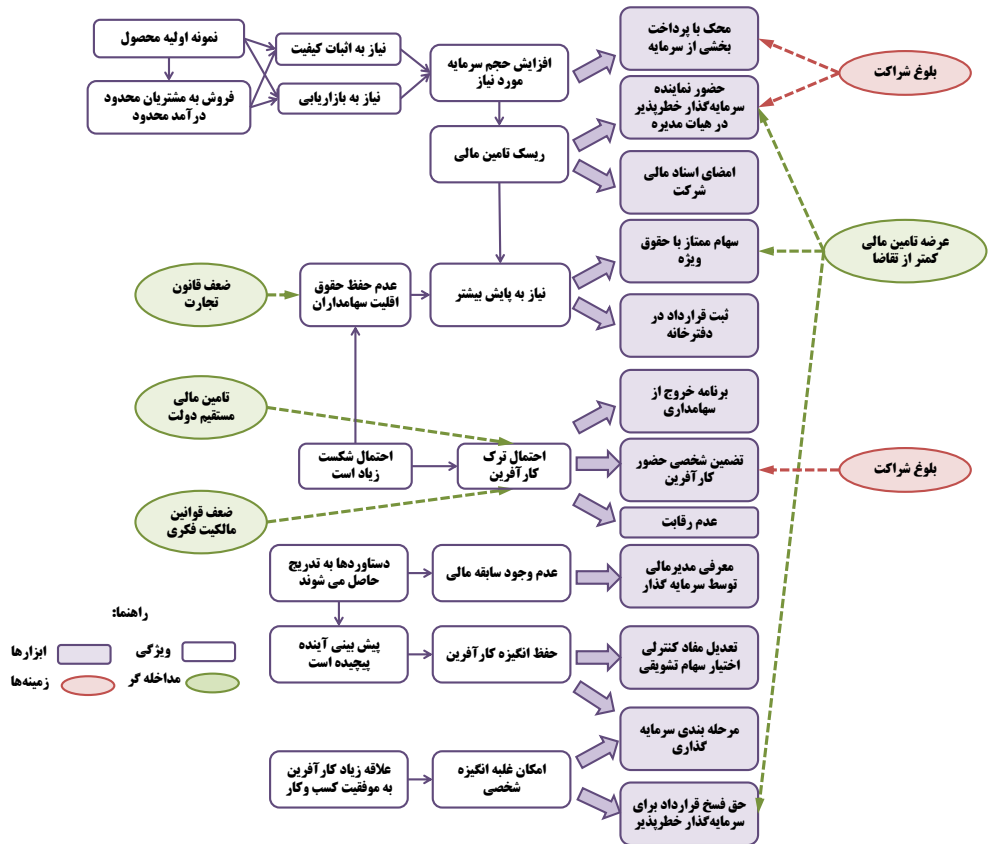 محک با پرداخت
بخشی از سرمایه
بلوغ شراکت
افزایش حجم سرمایه
مورد نیاز
نیاز به اثبات کیفیت
نیاز به بازاریابی
نمونه اولیه محصول
فروش به مشتریان محدود
درآمد محدود
حضور نماینده
سرمایه‌گذار خطرپذیر
در هیات مدیره
ریسک تامین مالی
امضای اسناد مالی
شرکت
عرضه تامین مالی
کمتر از تقاضا
سهام ممتاز با حقوق
ویژه
نیاز به پایش بیشتر
عدم حفظ حقوق
اقلیت سهامداران
ضعف قانون
تجارت
ثبت قرارداد در
دفترخانه
برنامه خروج از
سهامداری
تامین مالی
مستقیم دولت
بلوغ شراکت
تضمین شخصی حضور
کارآفرین
احتمال ترک
کارآفرین
احتمال شکست
زیاد است
عدم رقابت
ضعف قوانین
مالکیت فکری
معرفی مدیرمالی
توسط سرمایه گذار
عدم وجود سابقه مالی
دستاوردها به تدریج
حاصل می شوند
تعدیل مفاد کنترلی
اختیار سهام تشویقی
حفظ انگیزه کارآفرین
پیش بینی آینده
پیچیده است
مرحله بندی سرمایه
گذاری
امکان غلبه انگیزه
شخصی
علاقه زیاد کارآفرین
به موفقیت کسب وکار
حق فسخ قرارداد برای
سرمایه‌گذار خطرپذیر
راهنما:
ویژگی
ابزارها
مداخله گر
زمینه‌ها